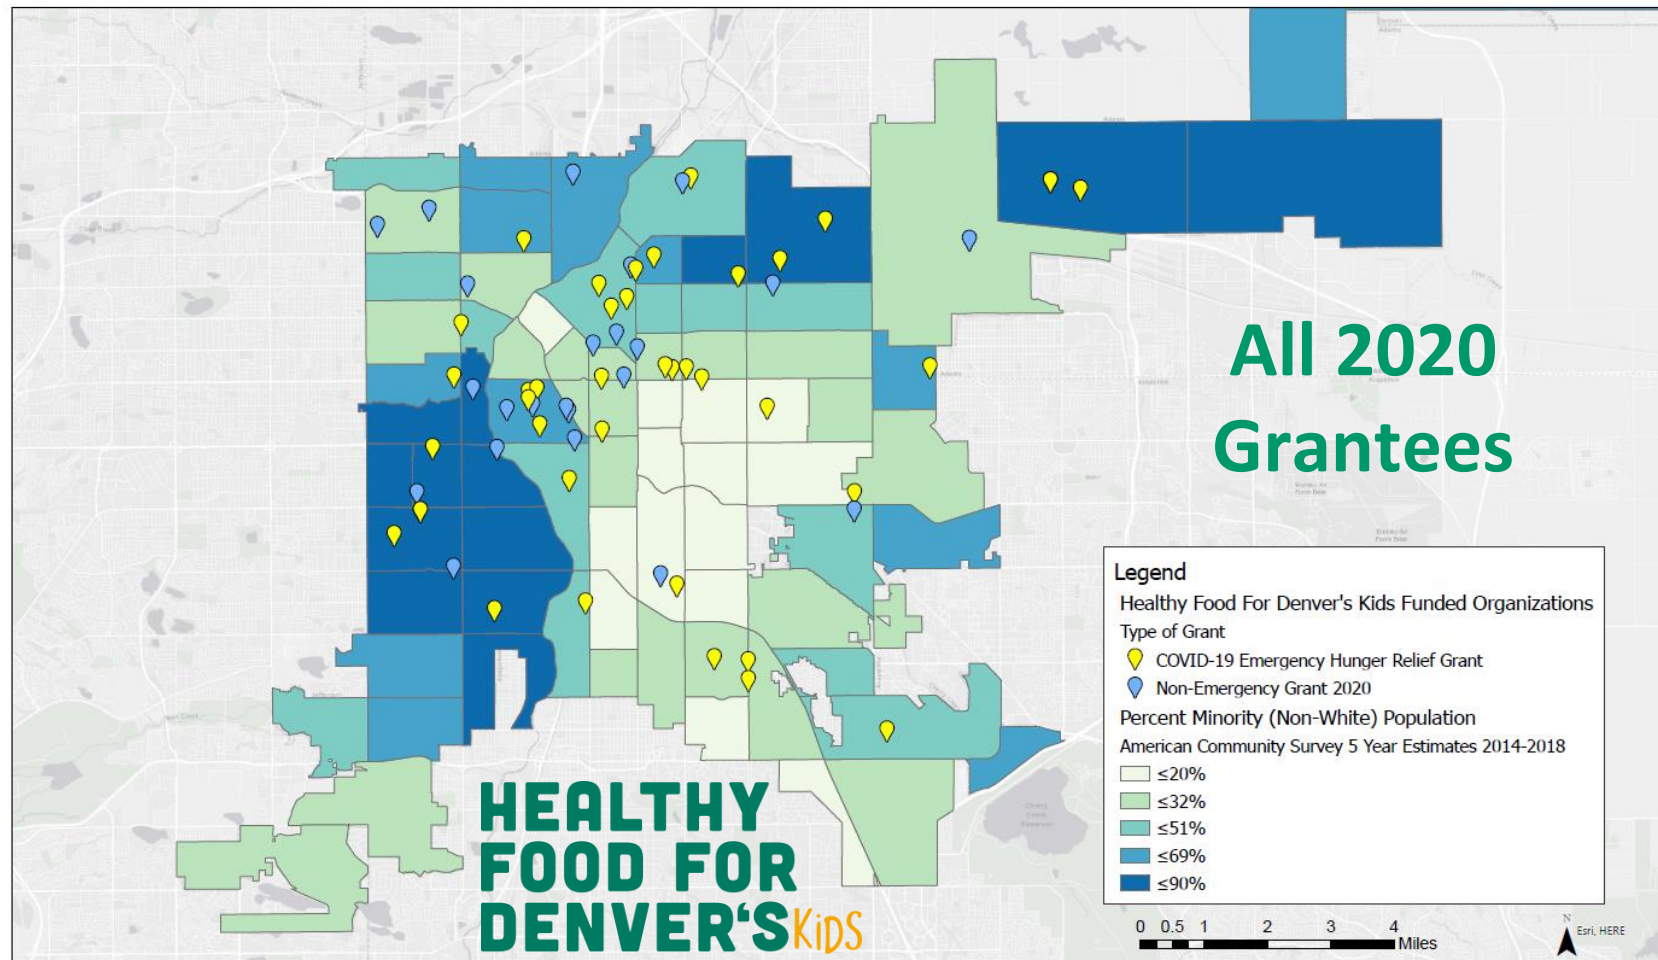 All 2020
Grantees
Legend
Healthy Food For Denver's Kids Funded Organizations
Type of Grant
COVID-19 Emergency Hunger Relief Grant
Non-Emergency Grant 2020
Percent Minority (Non-White) Population
American Community Survey 5 Year Estimates 2014-2018
≤20%
≤32%
≤51%
≤69%
≤90%
HEALTHY
FOOD FOR
DENVER'S KiDS
0 0.5 1 2 3 4
Miles
N
Esri, HERE